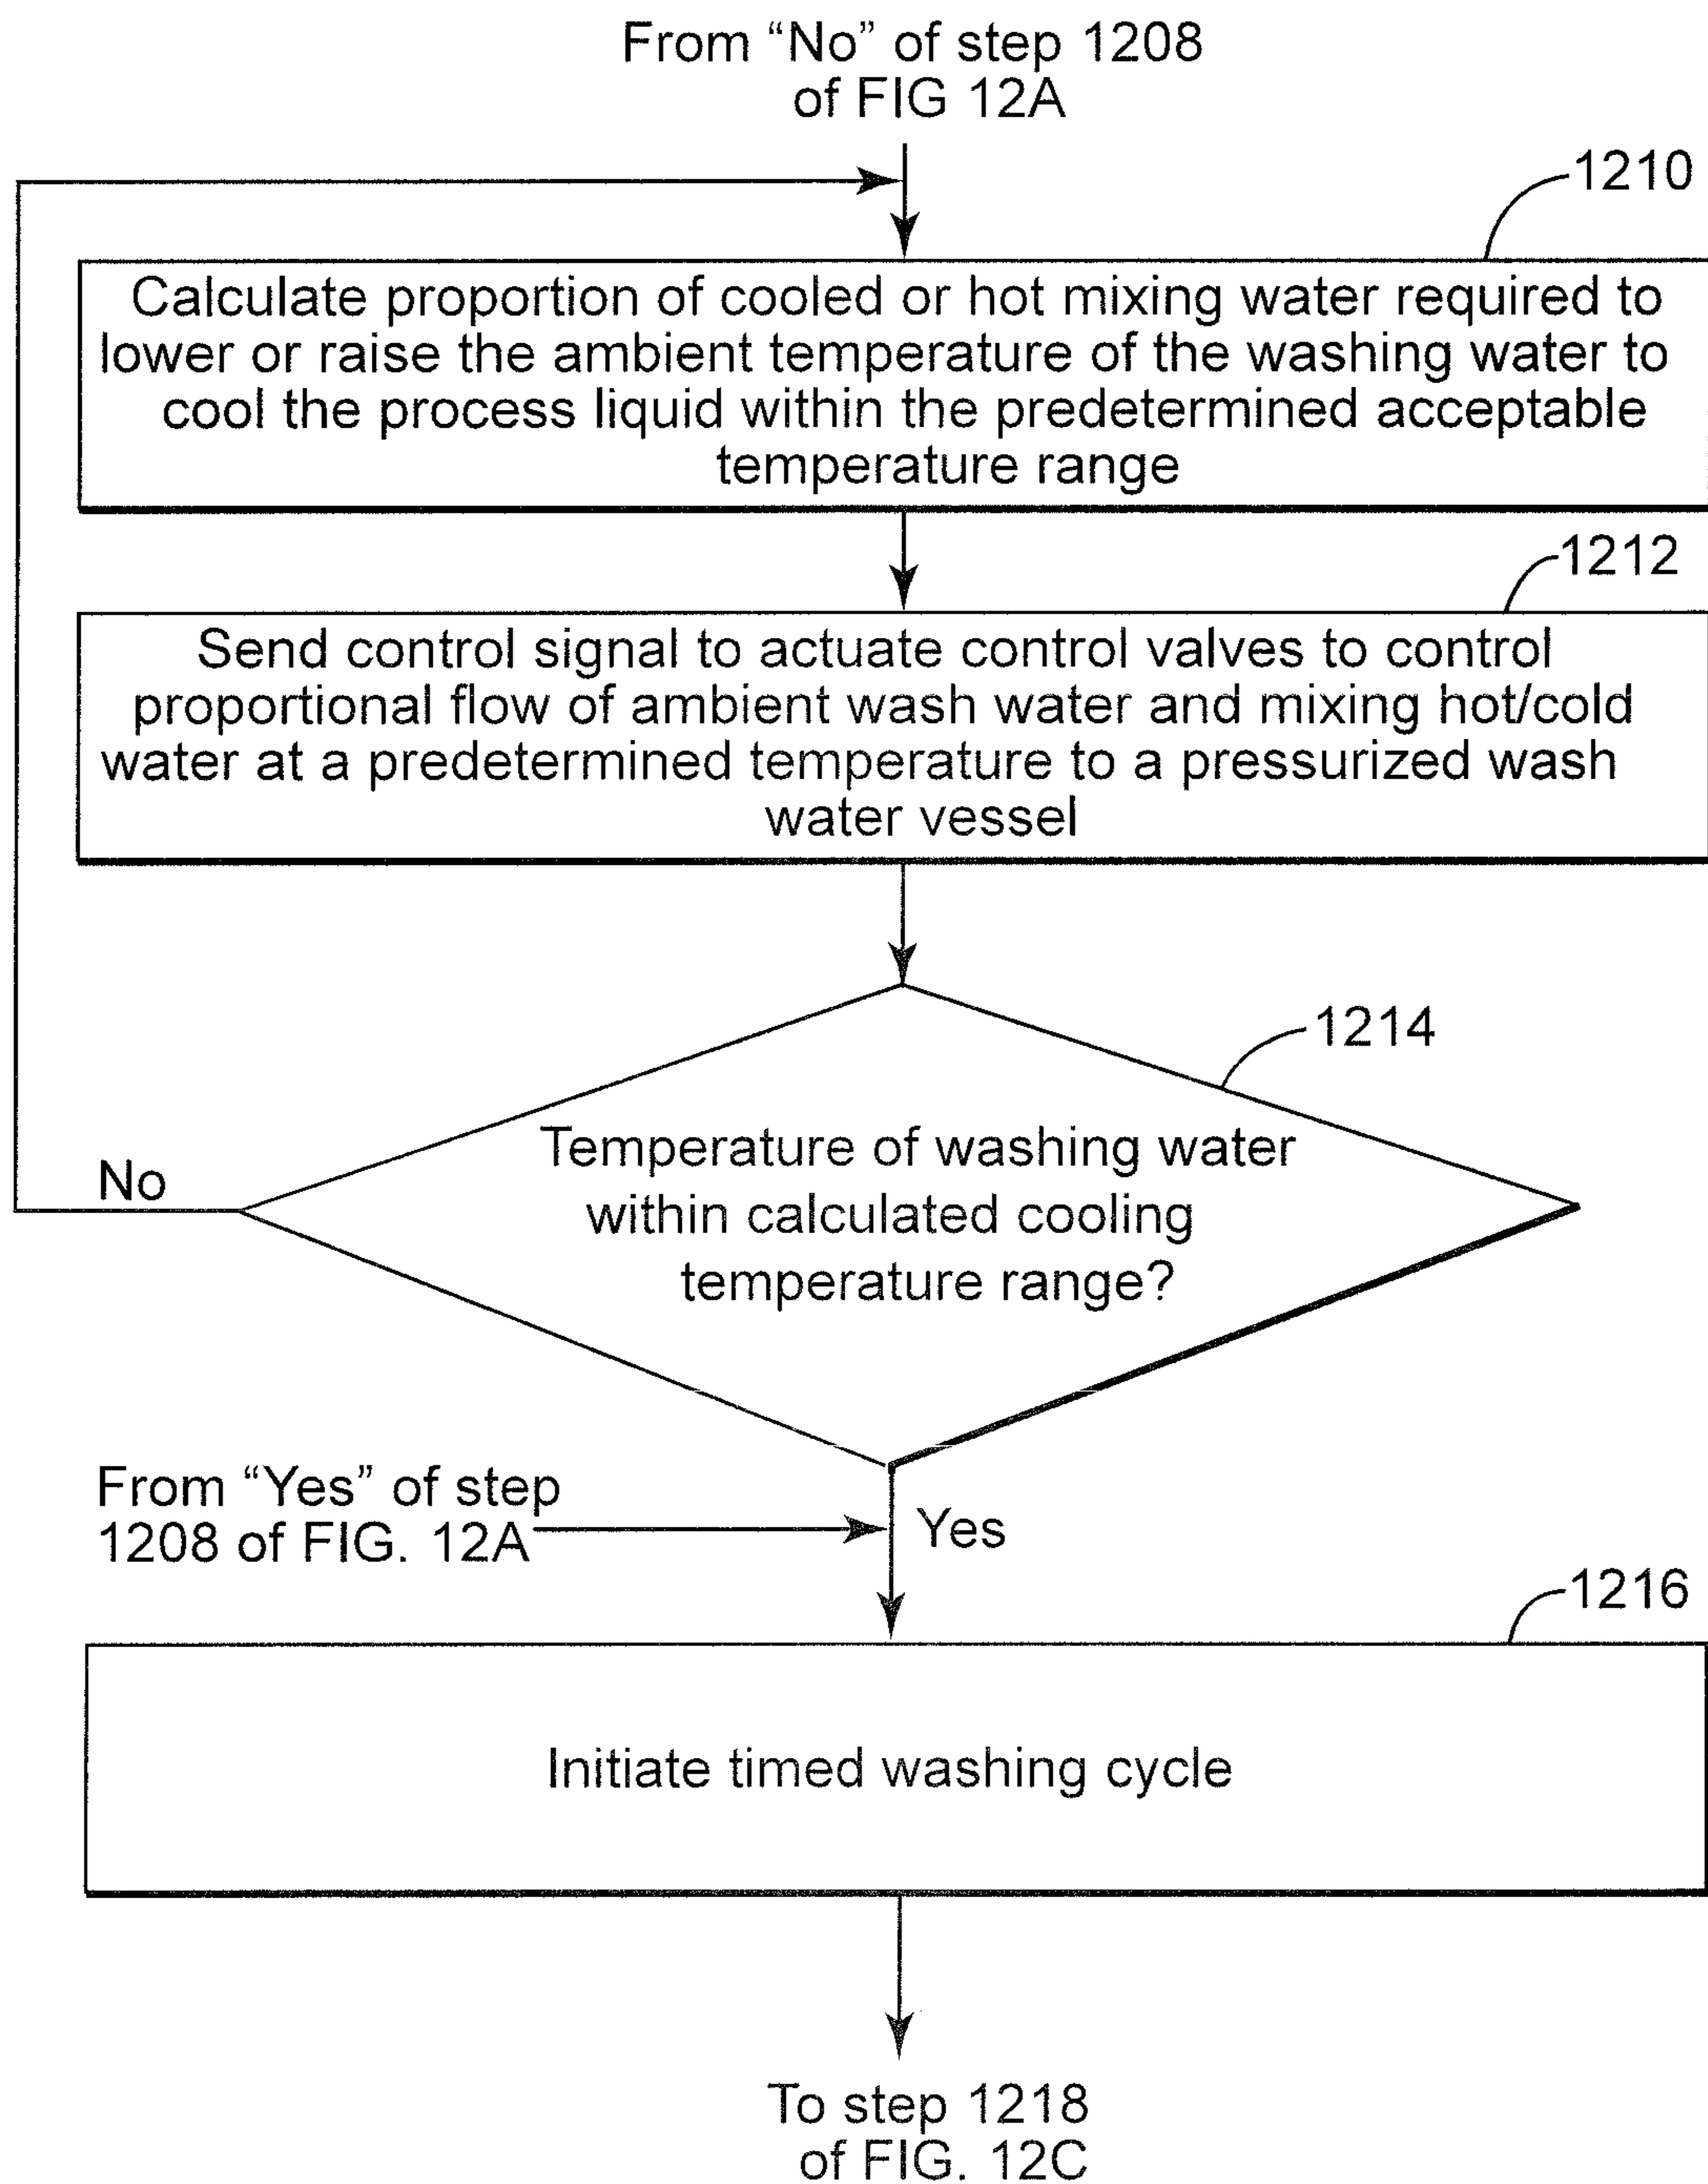 From “No” of step 1208
of FIG 12A
1210
Calculate proportion of cooled or hot mixing water required to
lower or raise the ambient temperature of the washing water to
cool the process liquid within the predetermined acceptable
temperature range
1212
Send control signal to actuate control valves to control
proportional flow of ambient wash water and mixing hot/cold
water at a predetermined temperature to a pressurized wash
water vessel
1214
Temperature of washing water
within calculated cooling
temperature range?
No
From “Yes” of step
1208 of FIG. 12A
Yes
1216
Initiate timed washing cycle
To step 1218
of FIG. 12C